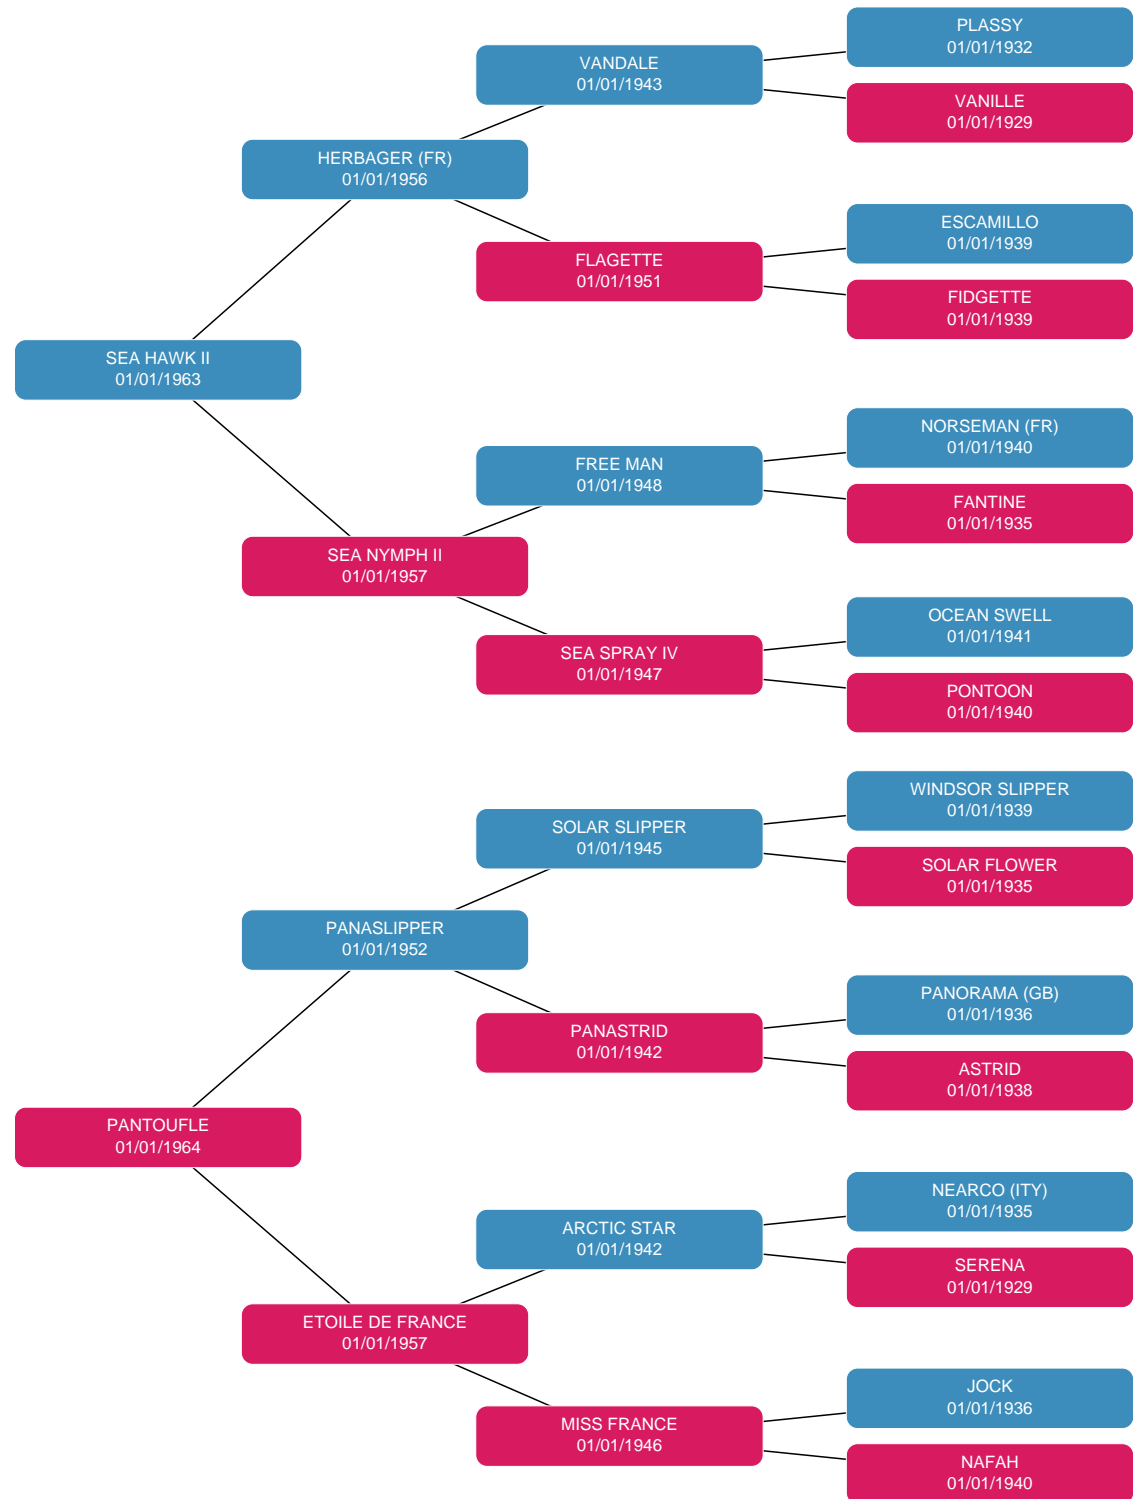 PLASSY
01/01/1932
VANDALE
01/01/1943
VANILLE
01/01/1929
HERBAGER (FR)
01/01/1956
ESCAMILLO
01/01/1939
FLAGETTE
01/01/1951
FIDGETTE
01/01/1939
SEA HAWK II
01/01/1963
NORSEMAN (FR)
01/01/1940
FREE MAN
01/01/1948
FANTINE
01/01/1935
SEA NYMPH II
01/01/1957
OCEAN SWELL
01/01/1941
SEA SPRAY IV
01/01/1947
PONTOON
01/01/1940
WINDSOR SLIPPER
01/01/1939
SOLAR SLIPPER
01/01/1945
SOLAR FLOWER
01/01/1935
PANASLIPPER
01/01/1952
PANORAMA (GB)
01/01/1936
PANASTRID
01/01/1942
ASTRID
01/01/1938
PANTOUFLE
01/01/1964
NEARCO (ITY)
01/01/1935
ARCTIC STAR
01/01/1942
SERENA
01/01/1929
ETOILE DE FRANCE
01/01/1957
JOCK
01/01/1936
MISS FRANCE
01/01/1946
NAFAH
01/01/1940